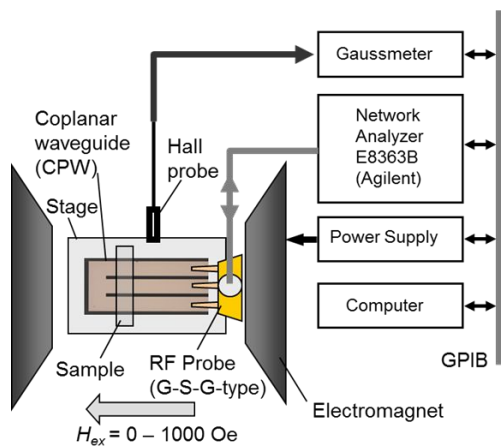 Gaussmeter
Coplanar
waveguide
(CPW)
Hall
probe
Network
Analyzer
E8363B
(Agilent)
Stage
Power Supply
Computer
Sample
RF Probe
(G-S-G-type)
GPIB
Electromagnet
H_ex = 0 – 1000 Oe